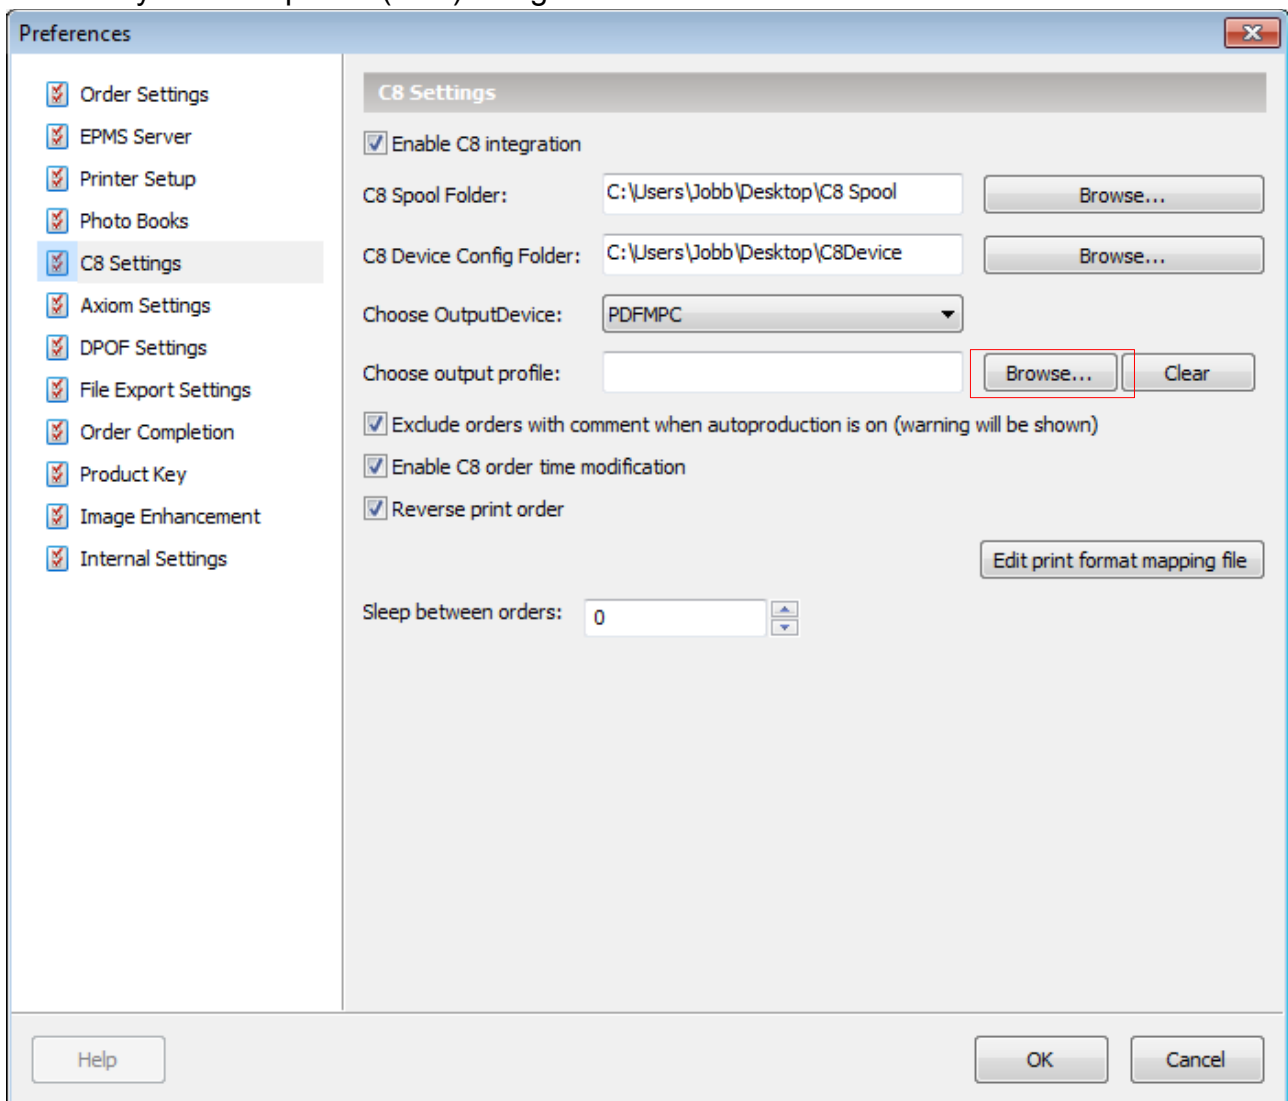 Preferences
Order Settings
EPMS Server
Printer Setup
Photo Books
C8 Settings
Axiom Settings
DPOF Settings
File Export Settings
Order Completion
Product Key
Image Enhancement
Internal Settings
C8 Settings
Enable C8 integration
C8 Spool Folder: C:\Users\Jobb\Desktop\C8 Spool Browse...
C8 Device Config Folder: C:\Users\Jobb\Desktop\C8Device Browse...
Choose OutputDevice: PDFMPC
Choose output profile: Browse... Clear
Exclude orders with comment when autoproduction is on (warning will be shown)
Enable C8 order time modification
Reverse print order
Edit print format mapping file
Sleep between orders: 0
Help OK Cancel